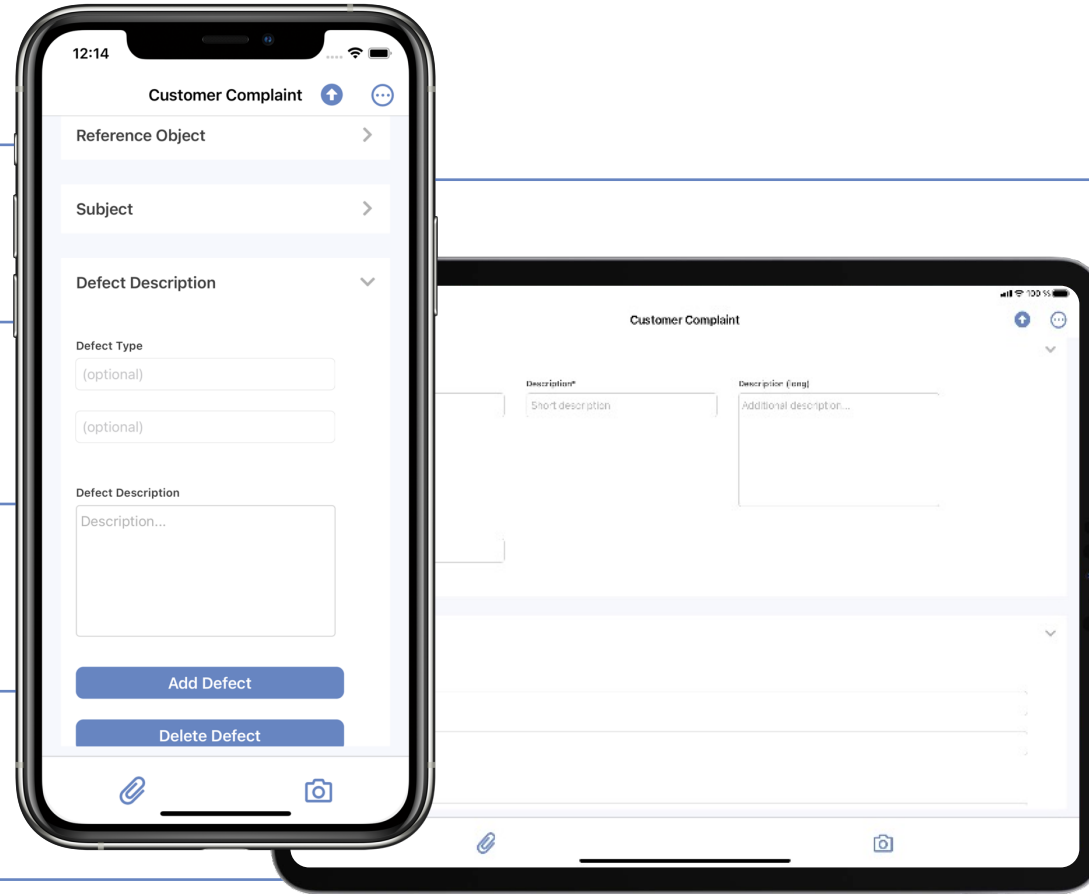 12:14
Customer Complaint
Reference Object
Subject
Defect Description
Defect Type
(optional)
(optional)
Defect Description
Description...
Add Defect
Delete Defect
100 %
Customer Complaint
Description*
Short description
Description (long)
Additional description...